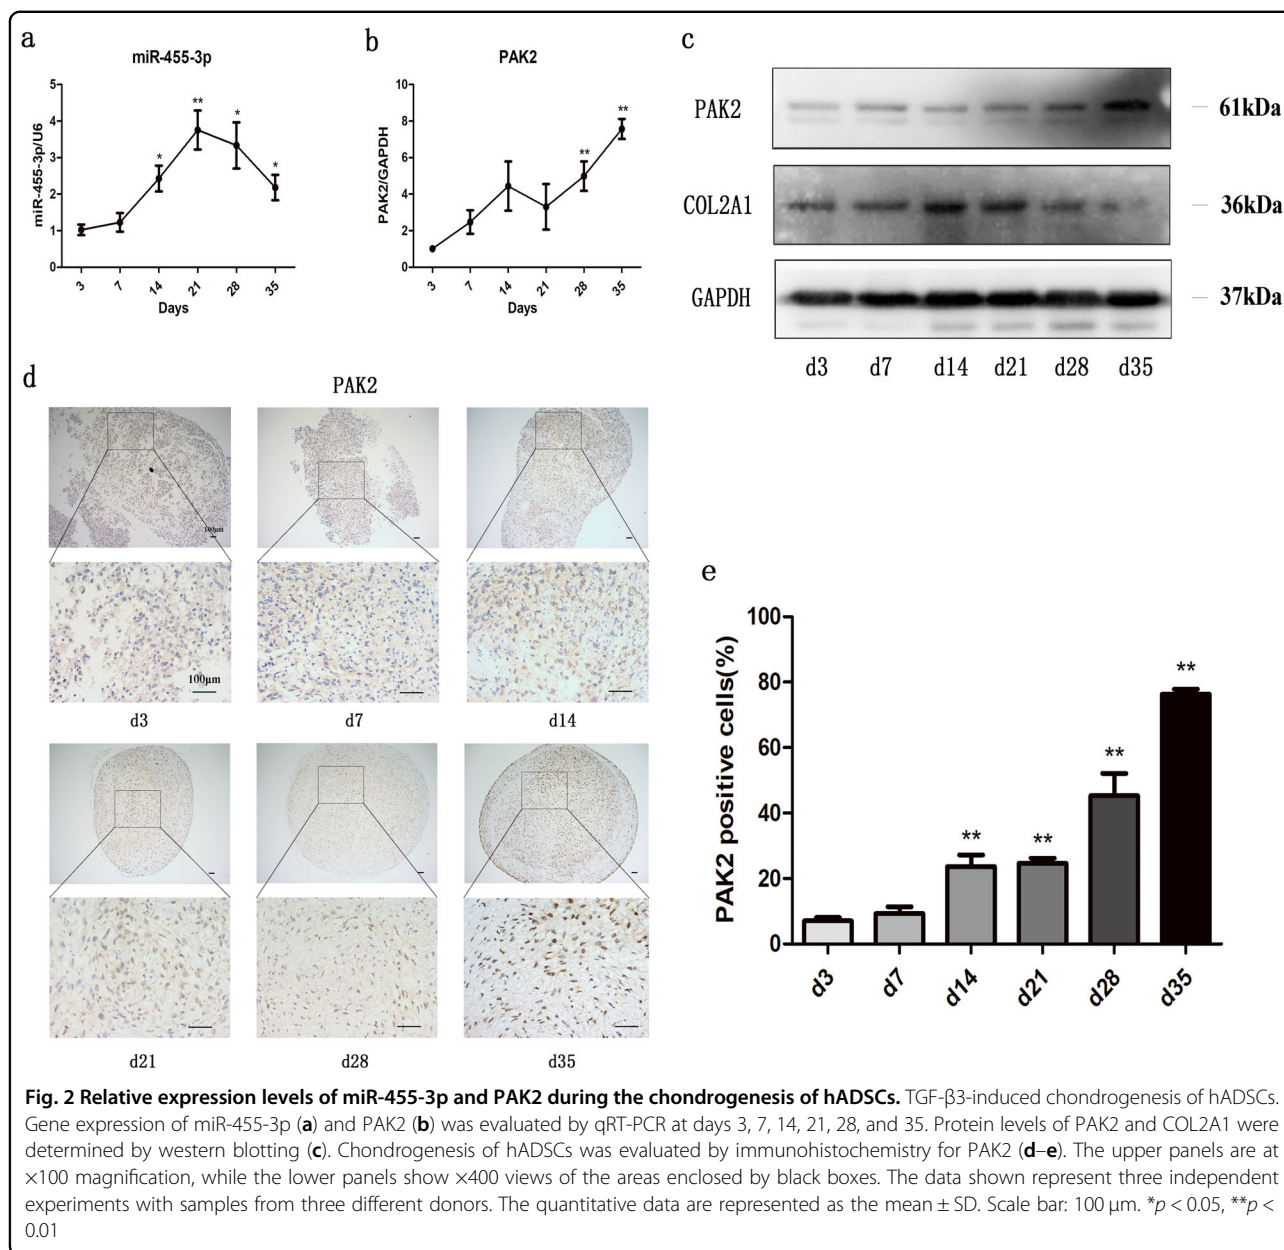 a
miR-455-3p
miR-455-3p/U6
5
4
3
2
1
0
**
*
*
*
3
7
14
21
28
35
Days
b
PAK2
PAK2/GAPDH
10
8
6
4
2
0
**
**
3
7
14
21
28
35
Days
c
PAK2
61kDa
COL2A1
36kDa
GAPDH
37kDa
d3 d7 d14 d21 d28 d35
d
PAK2
100μm
100μm
d3 d7 d14
d21 d28 d35
e
PAK2 positive cells(%)
100
80
60
40
20
0
**
**
**
**
d3
d7
d14
d21
d28
d35
Fig. 2 Relative expression levels of miR-455-3p and PAK2 during the chondrogenesis of hADSCs. TGF-β3-induced chondrogenesis of hADSCs.
Gene expression of miR-455-3p (a) and PAK2 (b) was evaluated by qRT-PCR at days 3, 7, 14, 21, 28, and 35. Protein levels of PAK2 and COL2A1 were
determined by western blotting (c). Chondrogenesis of hADSCs was evaluated by immunohistochemistry for PAK2 (d–e). The upper panels are at
×100 magnification, while the lower panels show ×400 views of the areas enclosed by black boxes. The data shown represent three independent
experiments with samples from three different donors. The quantitative data are represented as the mean ± SD. Scale bar: 100 μm. *p < 0.05, **p <
0.01